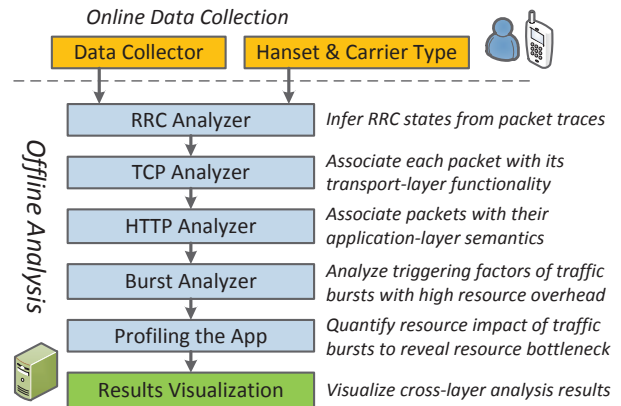 Online Data Collection
Data Collector
Hanset & Carrier Type
Offline Analysis
RRC Analyzer
Infer RRC states from packet traces
TCP Analyzer
Associate each packet with its
transport-layer functionality
HTTP Analyzer
Associate packets with their
application-layer semantics
Burst Analyzer
Analyze triggering factors of traffic
bursts with high resource overhead
Profiling the App
Quantify resource impact of traffic
bursts to reveal resource bottleneck
Results Visualization
Visualize cross-layer analysis results